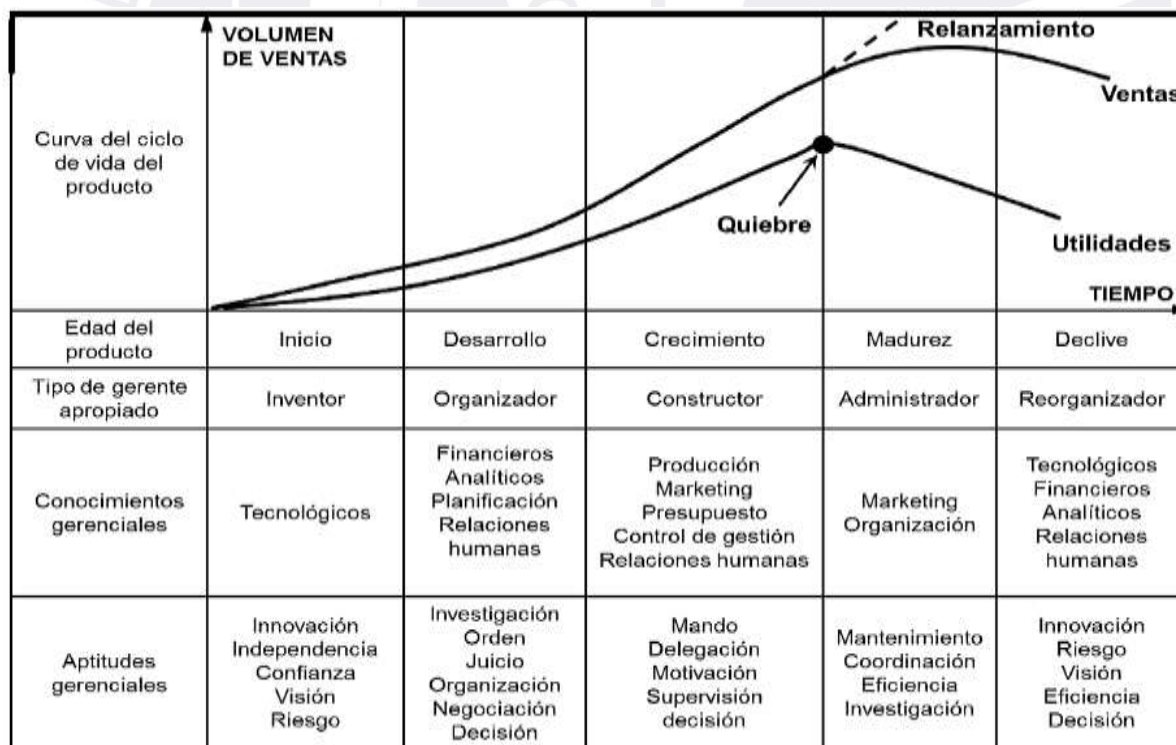 VOLUMEN
DE VENTAS
Relanzamiento
Ventas
Curva del ciclo
de vida del
producto
Quiebre
Utilidades
TIEMPO
Edad del
producto
Inicio
Desarrollo
Crecimiento
Madurez
Declive
Tipo de gerente
apropiado
Inventor
Organizador
Constructor
Administrador
Reorganizador
Conocimientos
gerenciales
Tecnológicos
Financieros
Analíticos
Planificación
Relaciones
humanas
Producción
Marketing
Presupuesto
Control de gestión
Relaciones humanas
Marketing
Organización
Tecnológicos
Financieros
Analíticos
Relaciones
humanas
Aptitudes
gerenciales
Innovación
Independencia
Confianza
Visión
Riesgo
Investigación
Orden
Juicio
Organización
Negociación
Decisión
Mando
Delegación
Motivación
Supervisión
decisión
Mantenimiento
Coordinación
Eficiencia
Investigación
Innovación
Riesgo
Visión
Eficiencia
Decisión